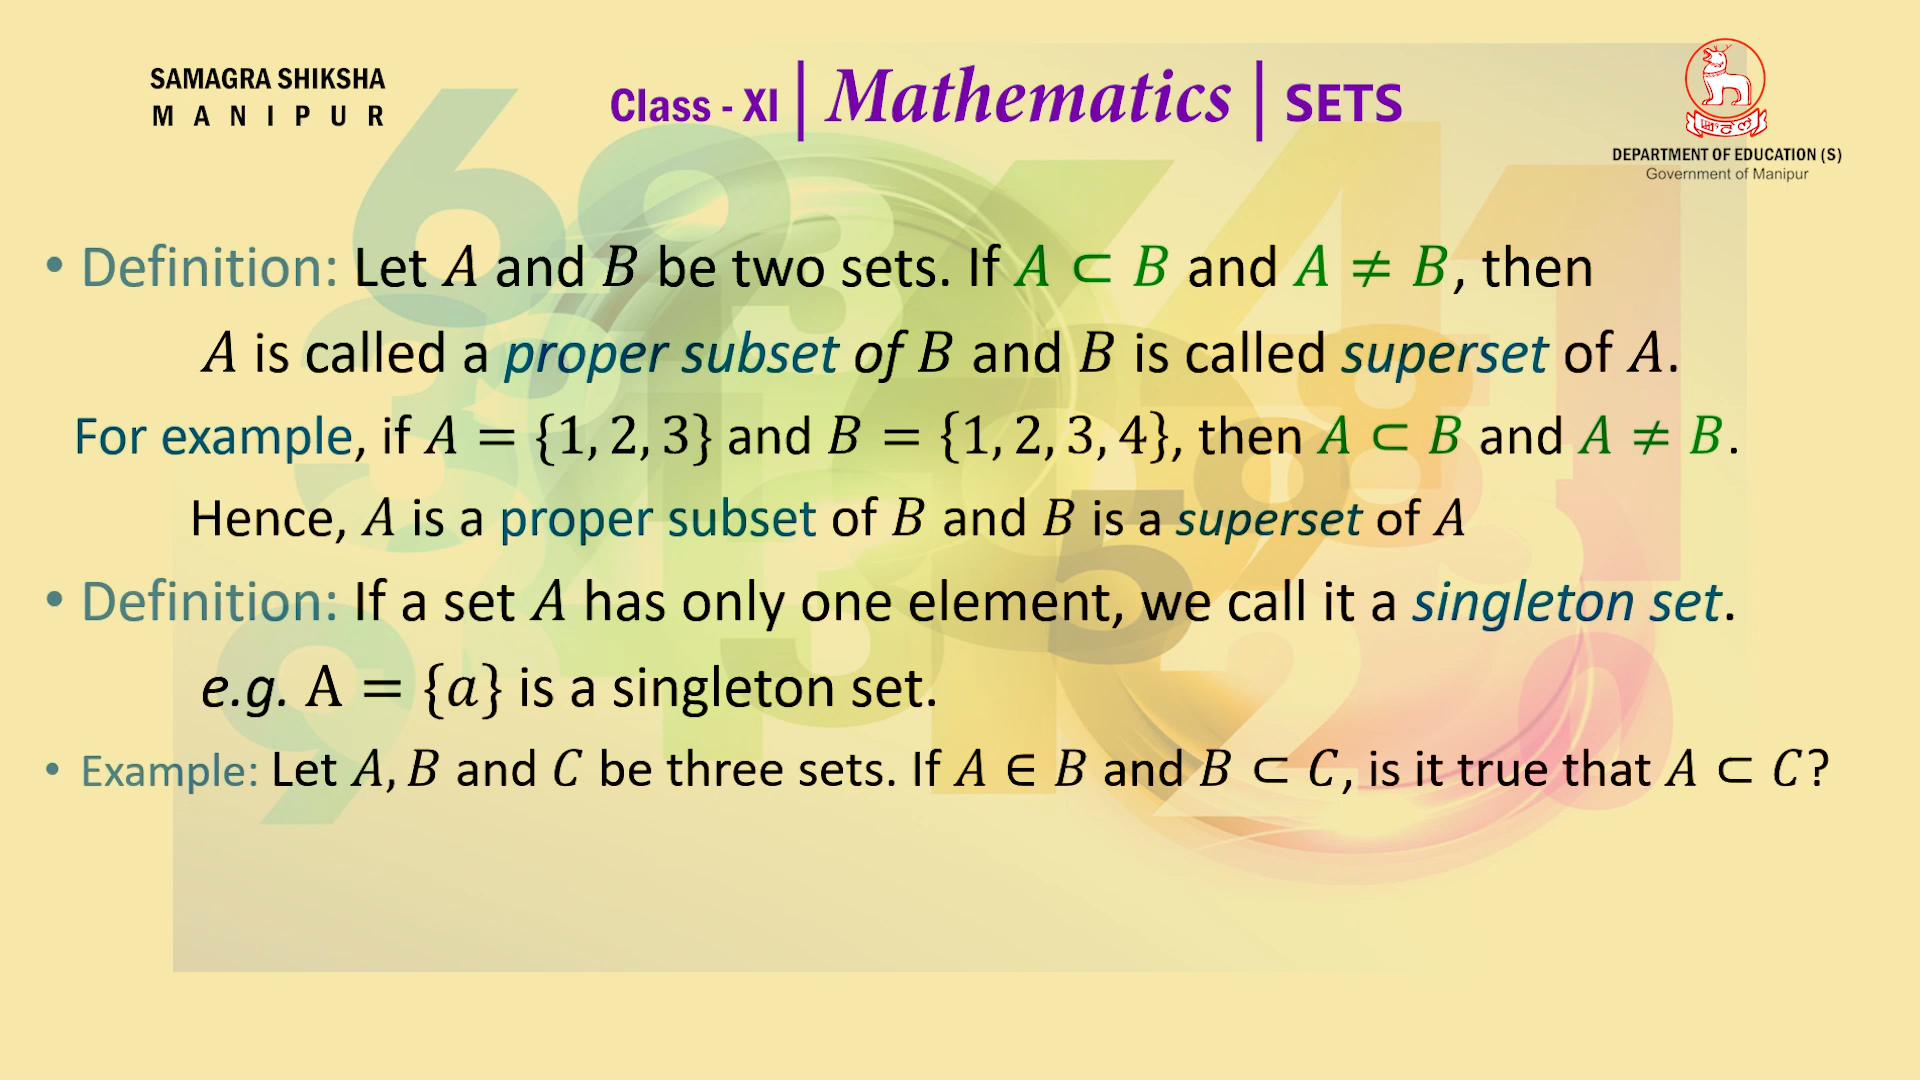 SAMAGRA SHIKSHA
MANIPUR
Class - XI | Mathematics | SETS
DEPARTMENT OF EDUCATION (S)
Government of Manipur
• Definition: Let A and B be two sets. If A ⊂ B and A ≠ B, then
A is called a proper subset of B and B is called superset of A.
For example, if A = {1, 2, 3} and B = {1, 2, 3, 4}, then A ⊂ B and A ≠ B.
Hence, A is a proper subset of B and B is a superset of A
• Definition: If a set A has only one element, we call it a singleton set.
e.g. A = {a} is a singleton set.
• Example: Let A, B and C be three sets. If A ∈ B and B ⊂ C, is it true that A ⊂ C?